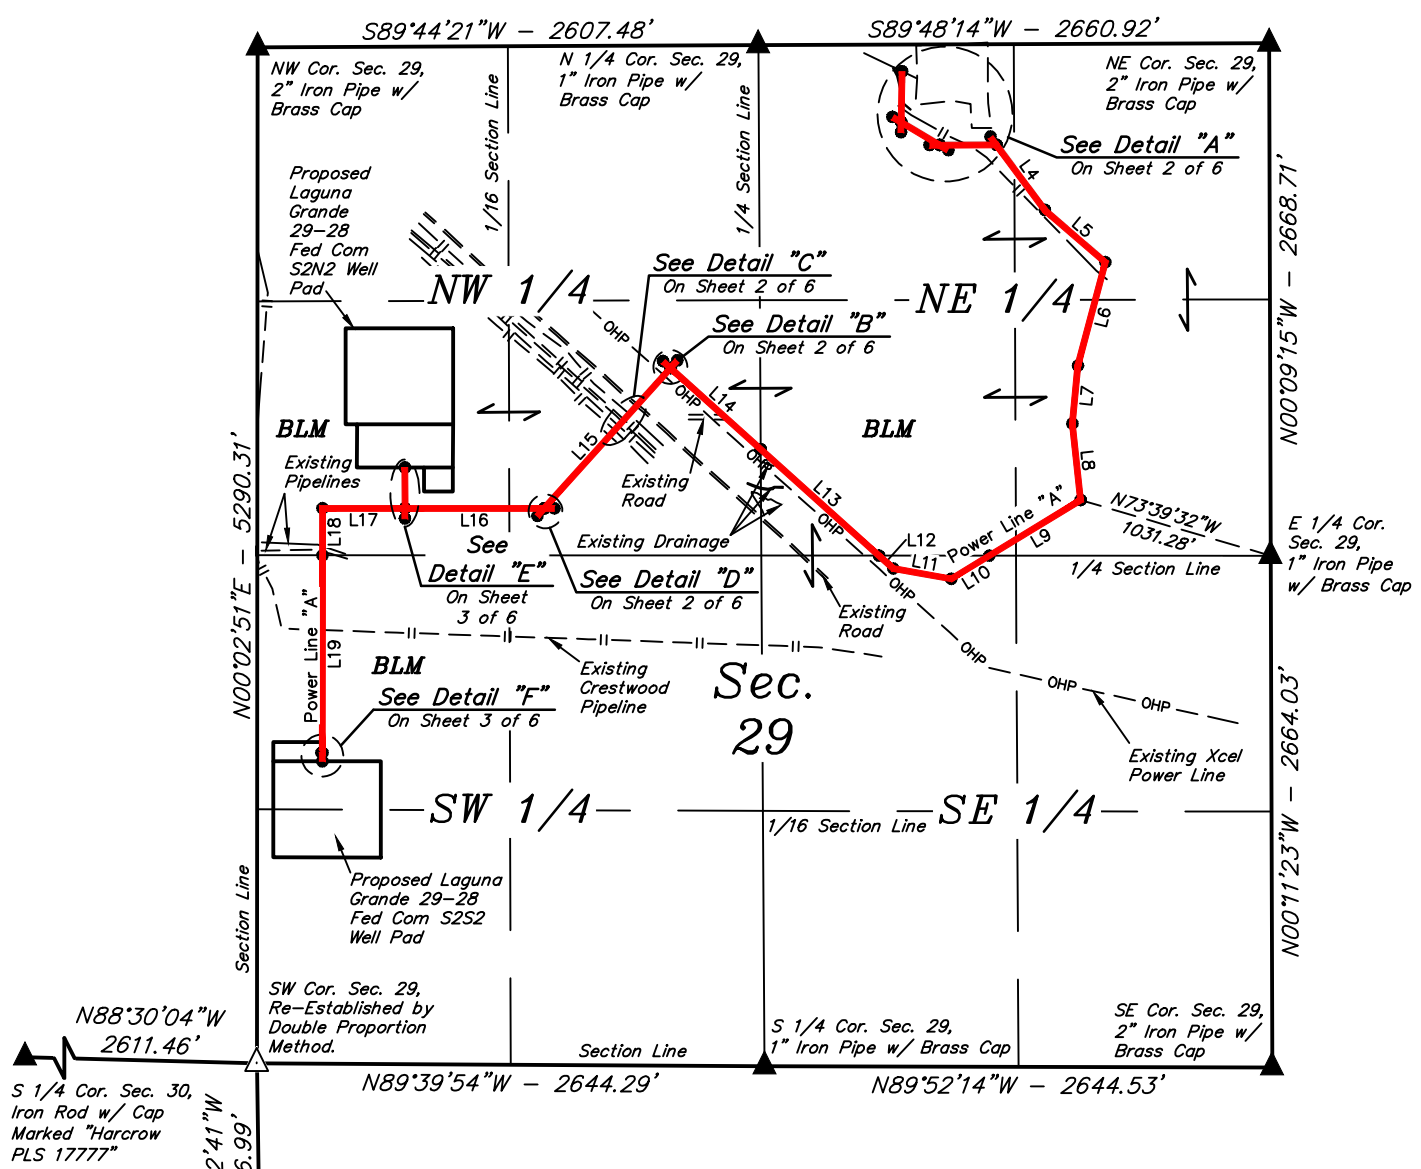 S89°44'21"W - 2607.48'
S89°48'14"W - 2660.92'
NW Cor. Sec. 29,
2" Iron Pipe w/
Brass Cap
N 1/4 Cor. Sec. 29,
1" Iron Pipe w/
Brass Cap
NE Cor. Sec. 29,
2" Iron Pipe w/
Brass Cap
1/16 Section Line
1/4 Section Line
See Detail "A"
On Sheet 2 of 6
Proposed
Laguna
Grande
29-28
Fed Com
S2N2 Well
Pad
L4
L5
N00°09'15"W - 2668.71'
See Detail "C"
On Sheet 2 of 6
NW 1/4
NE 1/4
L6
OHP
See Detail "B"
On Sheet 2 of 6
OHP
L14
L7
BLM
BLM
L15
Existing
Pipelines
Existing
Road
OHP
L8
N00°02'51"E - 5290.31'
L13
Power Line "A"
N73°39'32"W
1031.28'
E 1/4 Cor.
Sec. 29,
1" Iron Pipe
w/ Brass Cap
L18
L17
L16
OHP
See
Detail "E"
On Sheet
3 of 6
Existing Drainage
L12
L9
L11
L10
1/4 Section Line
See Detail "D"
On Sheet 2 of 6
OHP
Existing
Road
Power Line "A"
L19
BLM
Existing
Crestwood
Pipeline
OHP
Sec.
29
See Detail "F"
On Sheet 3 of 6
OHP
OHP
Existing Xcel
Power Line
N00°11'23"W - 2664.03'
SW 1/4
SE 1/4
1/16 Section Line
Proposed Laguna
Grande 29-28
Fed Com S2S2
Well Pad
Section Line
SW Cor. Sec. 29,
Re-Established by
Double Proportion
Method.
N88°30'04"W
2611.46'
S 1/4 Cor. Sec. 29,
1" Iron Pipe w/ Brass Cap
SE Cor. Sec. 29,
2" Iron Pipe w/
Brass Cap
Section Line
N89°39'54"W - 2644.29'
N89°52'14"W - 2644.53'
S 1/4 Cor. Sec. 30,
Iron Rod w/ Cap
Marked "Harcrow
PLS 17777"
2'41"W
6.99'